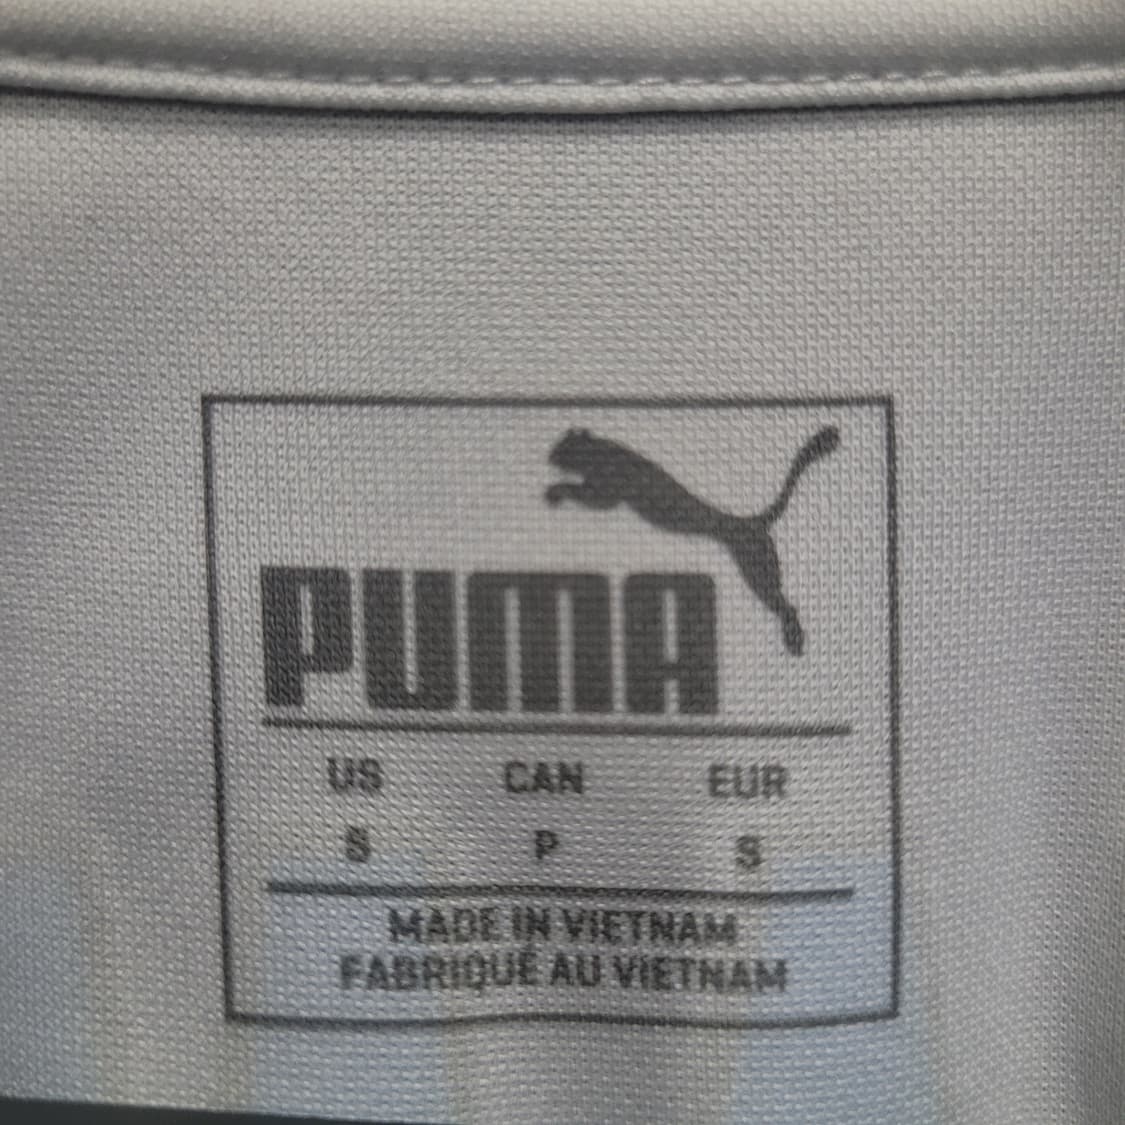 PUMA
US CAN EUR
S P S
MADE IN VIETNAM
FABRIQUÉ AU VIETNAM